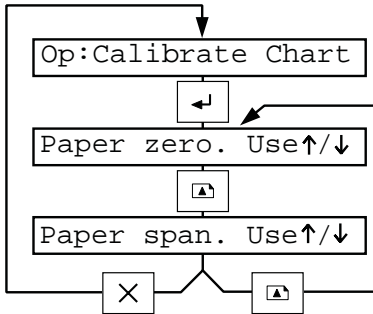 Op:Calibrate Chart
Paper zero. Use↑/↓
Paper span. Use↑/↓